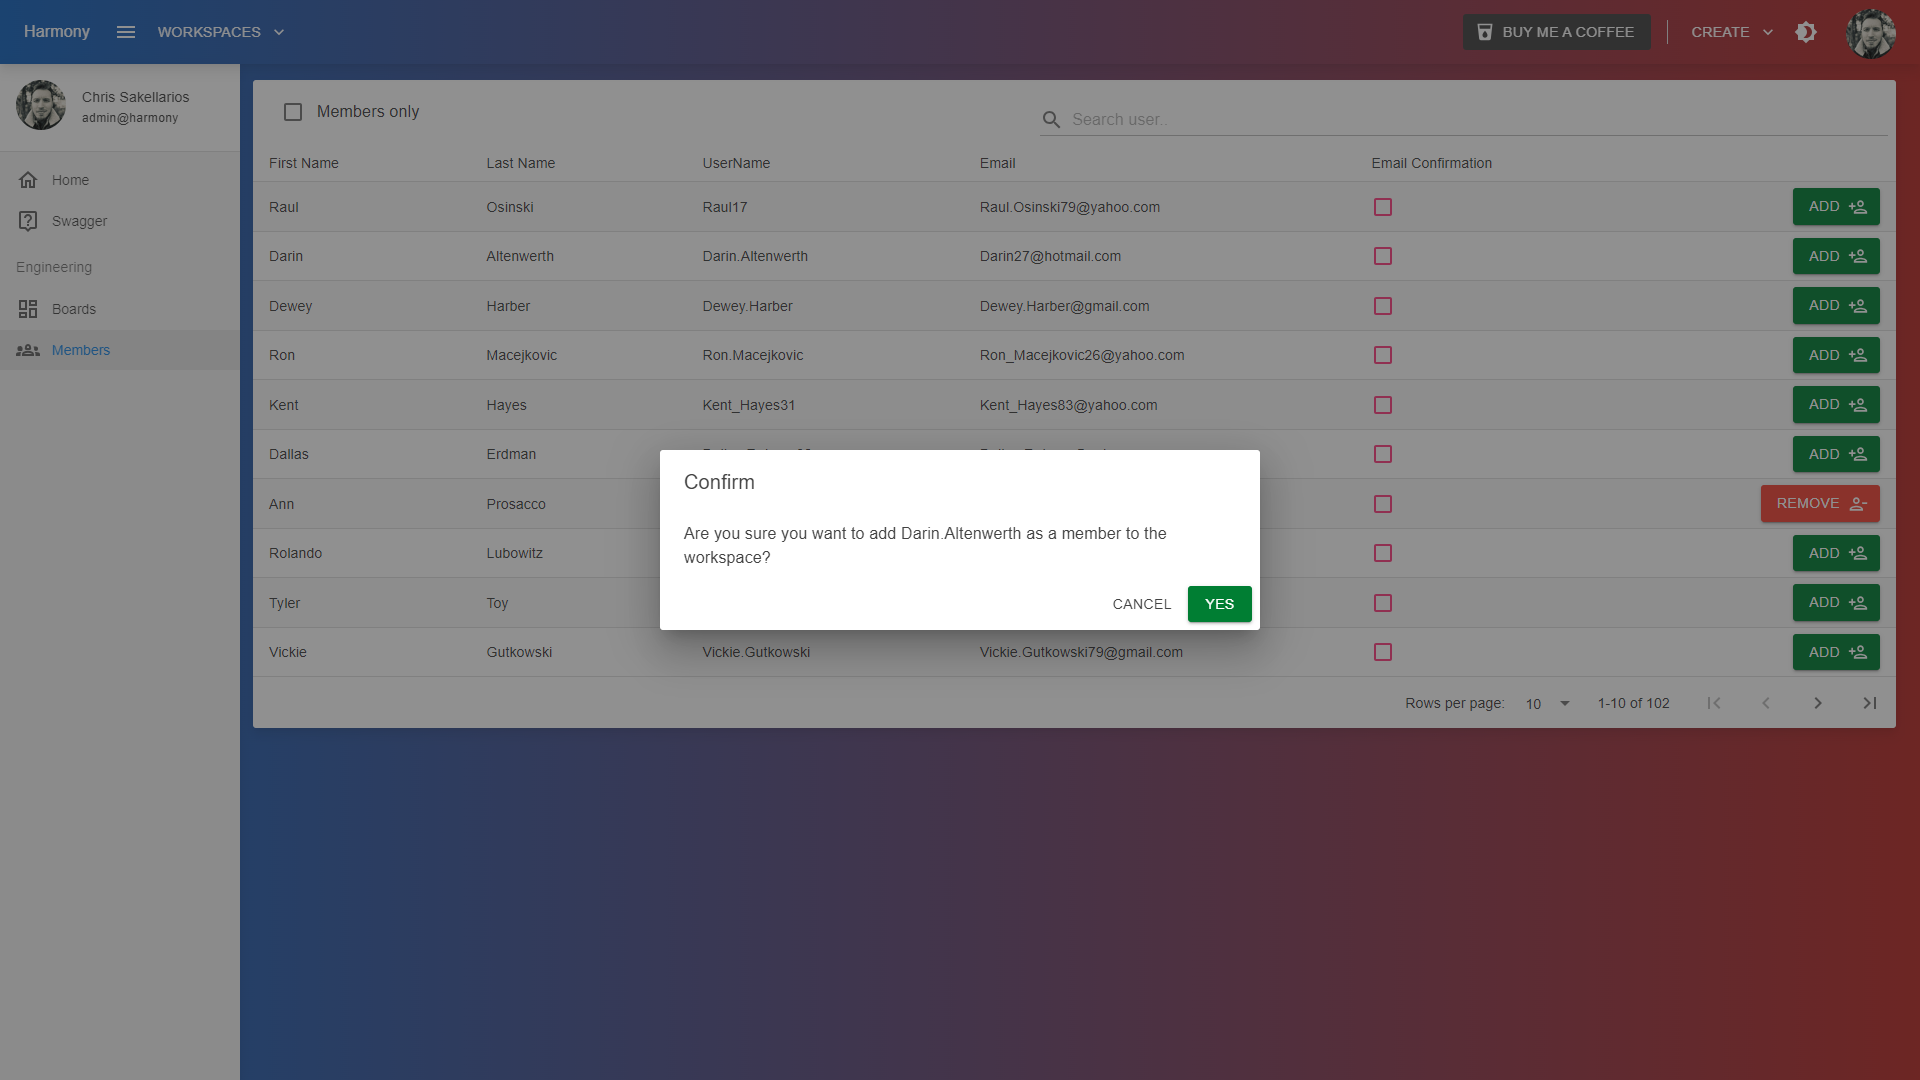 Harmony WORKSPACES BUY ME A COFFEE CREATE
Chris Sakellarios
admin@harmony
Home
Swagger
Engineering
Boards
Members
Members only Search user..
First Name Last Name UserName Email Email Confirmation
Raul Osinski Raul17 Raul.Osinski79@yahoo.com ADD
Darin Altenwerth Darin.Altenwerth Darin27@hotmail.com ADD
Dewey Harber Dewey.Harber Dewey.Harber@gmail.com ADD
Ron Macejkovic Ron.Macejkovic Ron_Macejkovic26@yahoo.com ADD
Kent Hayes Kent_Hayes31 Kent_Hayes83@yahoo.com ADD
Dallas Erdman ADD
Ann Prosacco REMOVE
Rolando Lubowitz ADD
Tyler Toy ADD
Vickie Gutkowski Vickie.Gutkowski Vickie.Gutkowski79@gmail.com ADD
Rows per page: 10 1-10 of 102
Confirm
Are you sure you want to add Darin.Altenwerth as a member to the
workspace?
CANCEL YES